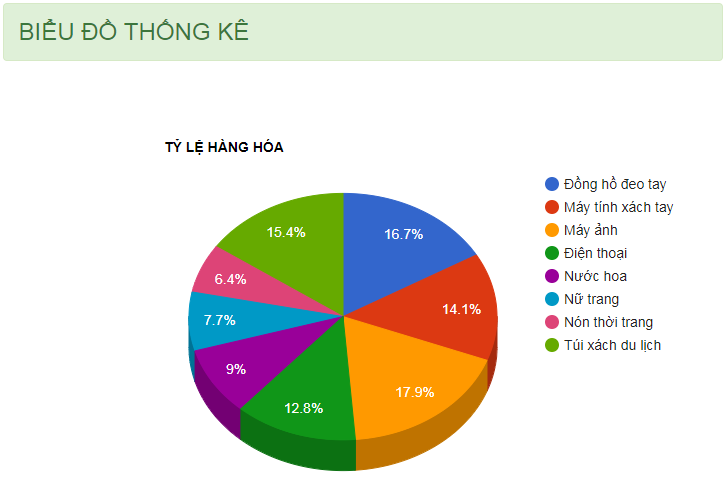 BIỂU ĐỒ THỐNG KÊ
TỶ LỆ HÀNG HÓA
16.7%
14.1%
17.9%
12.8%
9%
7.7%
6.4%
15.4%
Đồng hồ đeo tay
Máy tính xách tay
Máy ảnh
Điện thoại
Nước hoa
Nữ trang
Nón thời trang
Túi xách du lịch